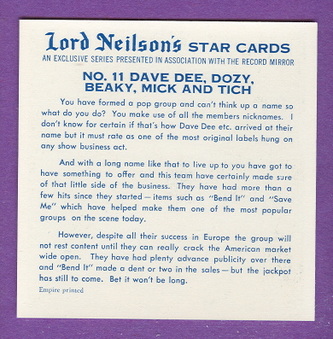 Lord Neilson's STAR CARDS
AN EXCLUSIVE SERIES PRESENTED IN ASSOCIATION WITH THE RECORD MIRROR
NO. 11 DAVE DEE, DOZY,
BEAKY, MICK AND TICH
You have formed a pop group and can't think up a name so
what do you do? You make use of all the members nicknames. I
don't know for certain if that's how Dave Dee etc. arrived at their
name but it must rate as one of the most original labels hung on
any show business act.
And with a long name like that to live up to you have got to
have something to offer and this team have certainly made sure
of that little side of the business. They have had more than a
few hits since they started — items such as "Bend It" and "Save
Me" which have helped make them one of the most popular
groups on the scene today.
However, despite all their success in Europe the group will
not rest content until they can really crack the American market
wide open. They have had plenty advance publicity over there
and "Bend It" made a dent or two in the sales — but the jackpot
has still to come. Bet it won't be long.
Empire printed